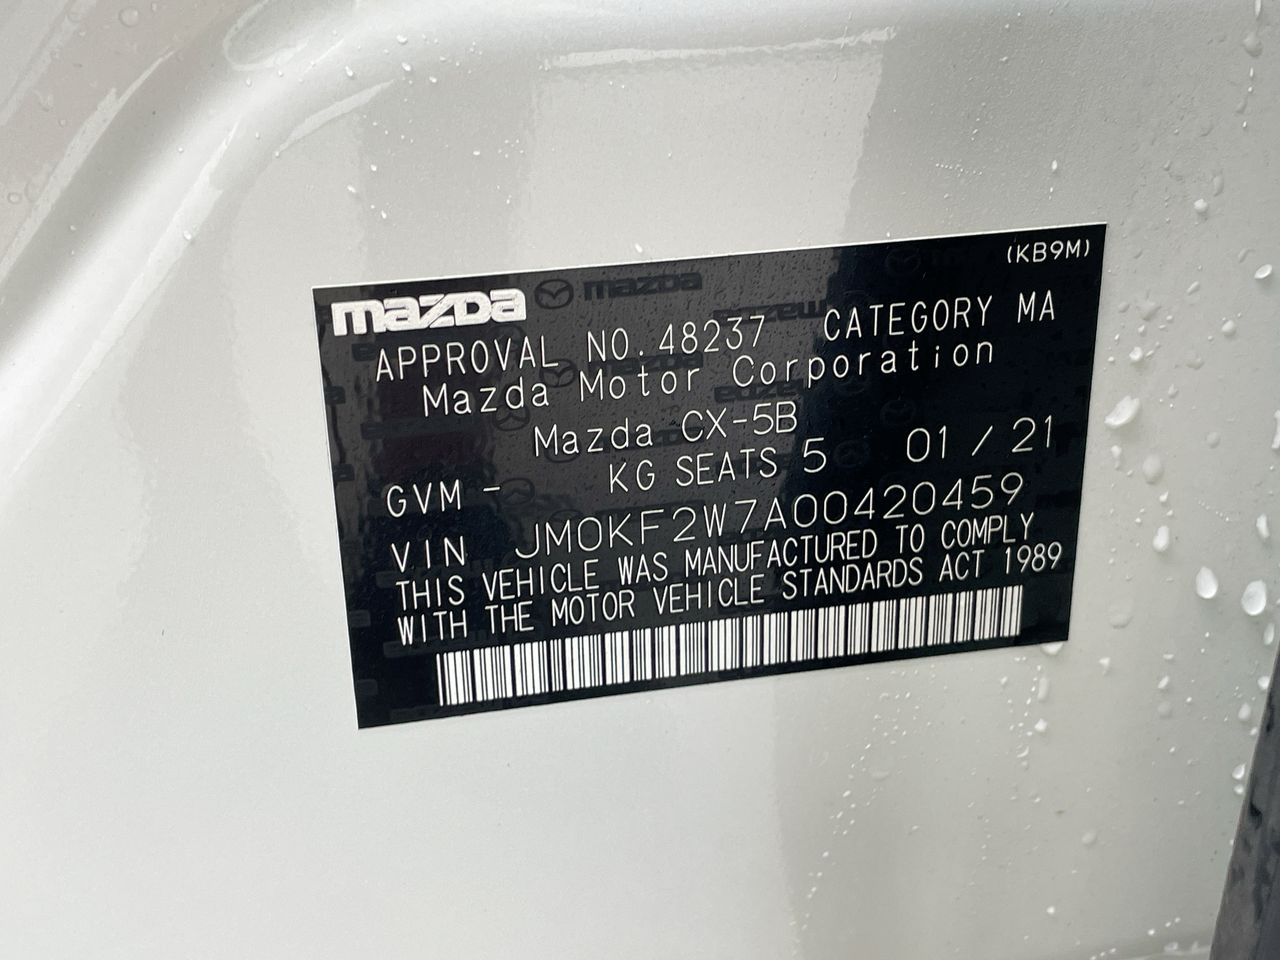 (KB9M)
mazda
APPROVAL NO.48237 CATEGORY MA
Mazda Motor Corporation
Mazda CX-5B
GVM - KG SEATS 5 01 / 21
VIN JM0KF2W7A00420459
THIS VEHICLE WAS MANUFACTURED TO COMPLY
WITH THE MOTOR VEHICLE STANDARDS ACT 1989